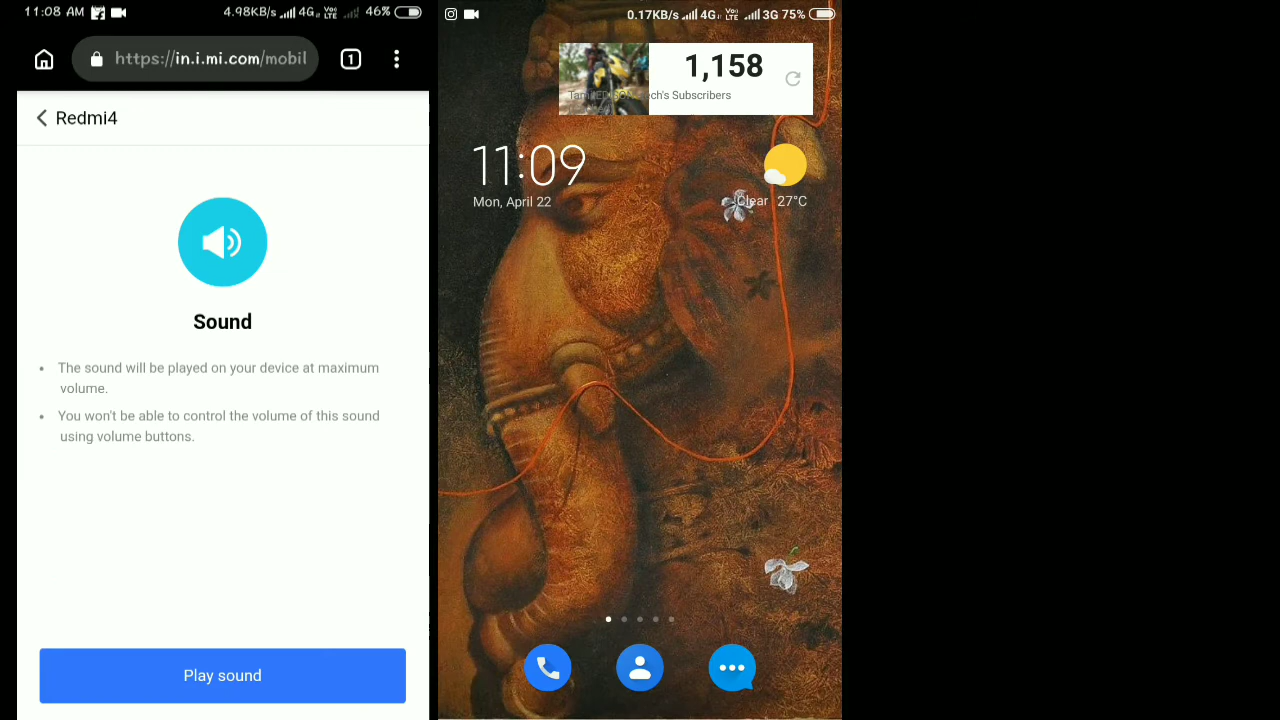 11:08 AM
4.98KB/s 4G VoLTE 46%
https://in.i.mi.com/mobil
1
Redmi4
Sound
The sound will be played on your device at maximum
volume.
You won't be able to control the volume of this sound
using volume buttons.
Play sound
0.17KB/s 4G VoLTE 3G 75%
1,158
ch's Subscribers
11:09
Mon, April 22
Clear 27°C